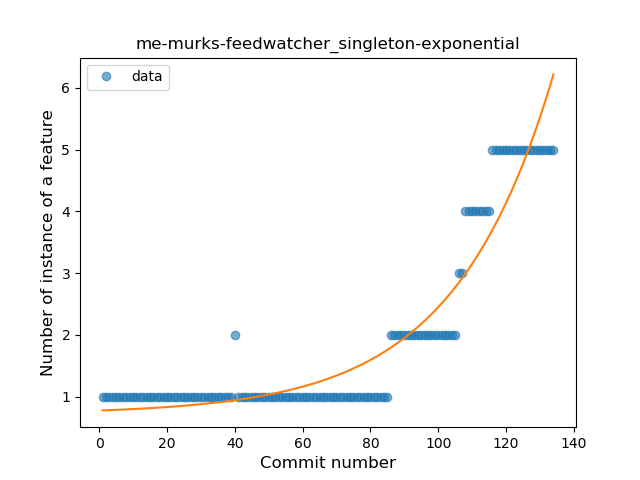 me-murks-feedwatcher_singleton-exponential
data
Number of instance of a feature
6
5
4
3
2
1
0 20 40 60 80 100 120 140
Commit number